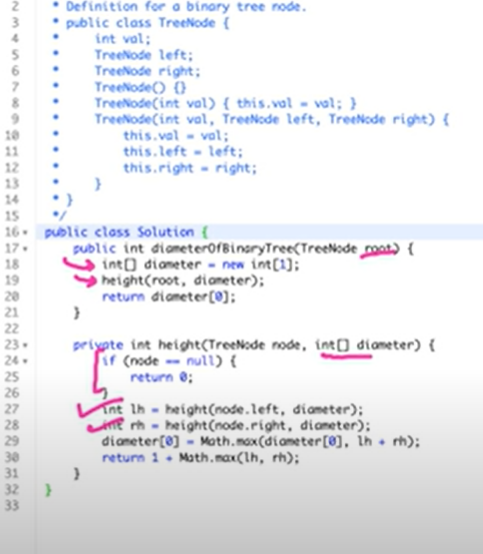 2 * Definition for a binary tree node.
3 * public class TreeNode {
4 *     int val;
5 *     TreeNode left;
6 *     TreeNode right;
7 *     TreeNode() {}
8 *     TreeNode(int val) { this.val = val; }
9 *     TreeNode(int val, TreeNode left, TreeNode right) {
10 *         this.val = val;
11 *         this.left = left;
12 *         this.right = right;
13 *     }
14 * }
15 */
16 public class Solution {
17     public int diameterOfBinaryTree(TreeNode root) {
18         int[] diameter = new int[1];
19         height(root, diameter);
20         return diameter[0];
21     }
22
23     private int height(TreeNode node, int[] diameter) {
24         if (node == null) {
25             return 0;
26         }
27         int lh = height(node.left, diameter);
28         int rh = height(node.right, diameter);
29         diameter[0] = Math.max(diameter[0], lh + rh);
30         return 1 + Math.max(lh, rh);
31     }
32 }
33